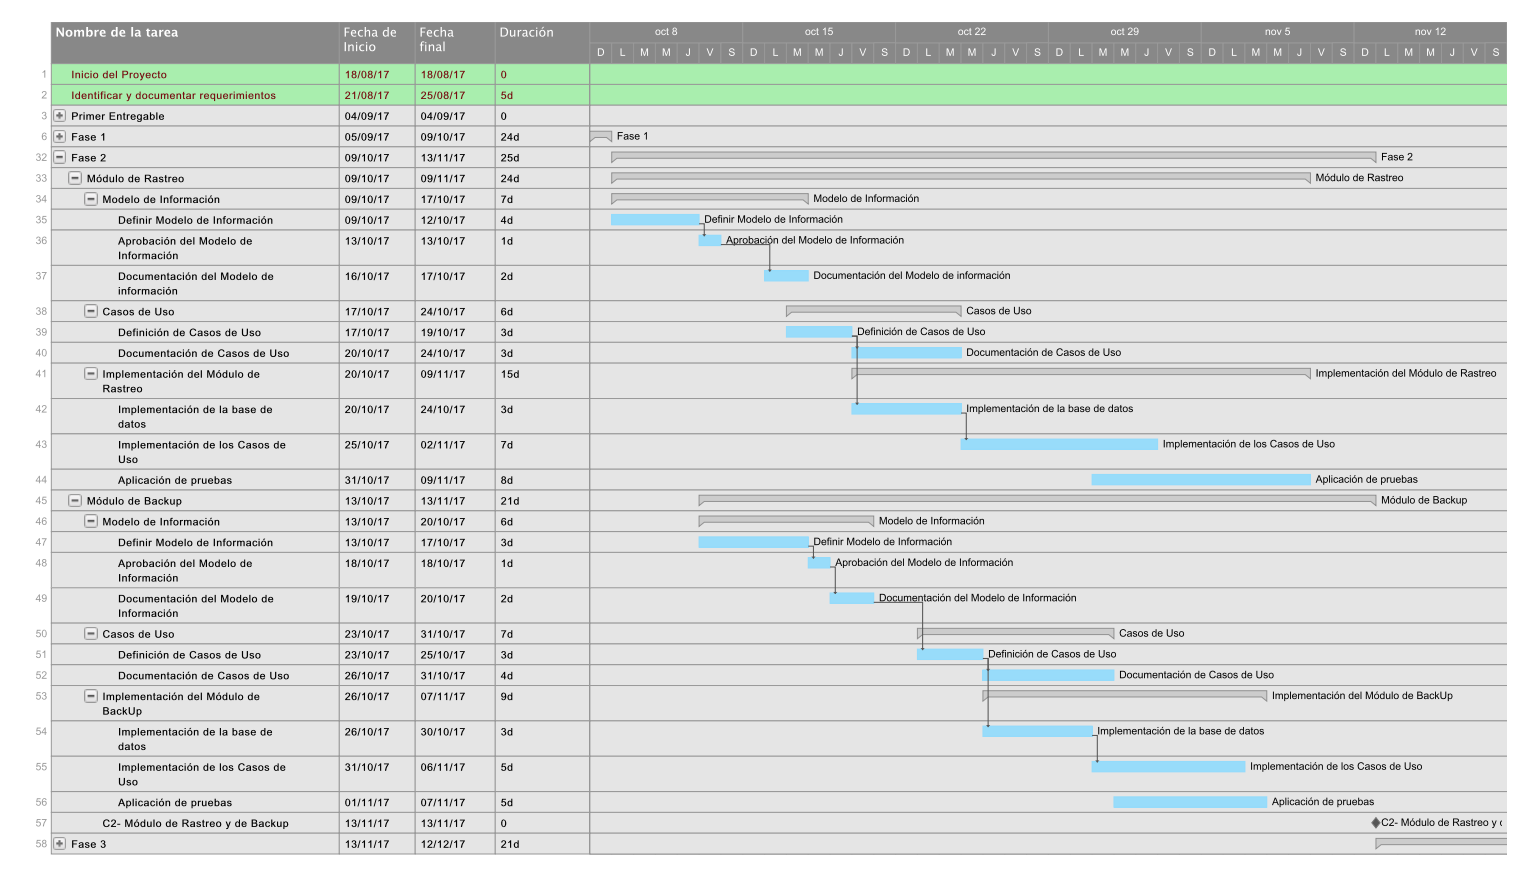 Nombre de la tarea Fecha de Inicio Fecha final Duración oct 8 oct 15 oct 22 oct 29 nov 5 nov 12
D L M M J V S D L M M J V S D L M M J V S D L M M J V S D L M M J V S D L M M J V S
1 Inicio del Proyecto 18/08/17 18/08/17 0
2 Identificar y documentar requerimientos 21/08/17 25/08/17 5d
3 Primer Entregable 04/09/17 04/09/17 0
6 Fase 1 05/09/17 09/10/17 24d Fase 1
32 Fase 2 09/10/17 13/11/17 25d Fase 2
33 Módulo de Rastreo 09/10/17 09/11/17 24d Módulo de Rastreo
34 Modelo de Información 09/10/17 17/10/17 7d Modelo de Información
35 Definir Modelo de Información 09/10/17 12/10/17 4d Definir Modelo de Información
36 Aprobación del Modelo de 13/10/17 13/10/17 1d Aprobación del Modelo de Información
Información
37 Documentación del Modelo de 16/10/17 17/10/17 2d Documentación del Modelo de información
información
38 Casos de Uso 17/10/17 24/10/17 6d Casos de Uso
39 Definición de Casos de Uso 17/10/17 19/10/17 3d Definición de Casos de Uso
40 Documentación de Casos de Uso 20/10/17 24/10/17 3d Documentación de Casos de Uso
41 Implementación del Módulo de 20/10/17 09/11/17 15d Implementación del Módulo de Rastreo
Rastreo
42 Implementación de la base de 20/10/17 24/10/17 3d Implementación de la base de datos
datos
43 Implementación de los Casos de 25/10/17 02/11/17 7d Implementación de los Casos de Uso
Uso
44 Aplicación de pruebas 31/10/17 09/11/17 8d Aplicación de pruebas
45 Módulo de Backup 13/10/17 13/11/17 21d Módulo de Backup
46 Modelo de Información 13/10/17 20/10/17 6d Modelo de Información
47 Definir Modelo de Información 13/10/17 17/10/17 3d Definir Modelo de Información
48 Aprobación del Modelo de 18/10/17 18/10/17 1d Aprobación del Modelo de Información
Información
49 Documentación del Modelo de 19/10/17 20/10/17 2d Documentación del Modelo de Información
Información
50 Casos de Uso 23/10/17 31/10/17 7d Casos de Uso
51 Definición de Casos de Uso 23/10/17 25/10/17 3d Definición de Casos de Uso
52 Documentación de Casos de Uso 26/10/17 31/10/17 4d Documentación de Casos de Uso
53 Implementación del Módulo de 26/10/17 07/11/17 9d Implementación del Módulo de BackUp
BackUp
54 Implementación de la base de 26/10/17 30/10/17 3d Implementación de la base de datos
datos
55 Implementación de los Casos de 31/10/17 06/11/17 5d Implementación de los Casos de Uso
Uso
56 Aplicación de pruebas 01/11/17 07/11/17 5d Aplicación de pruebas
57 C2- Módulo de Rastreo y de Backup 13/11/17 13/11/17 0 C2- Módulo de Rastreo y
58 Fase 3 13/11/17 12/12/17 21d